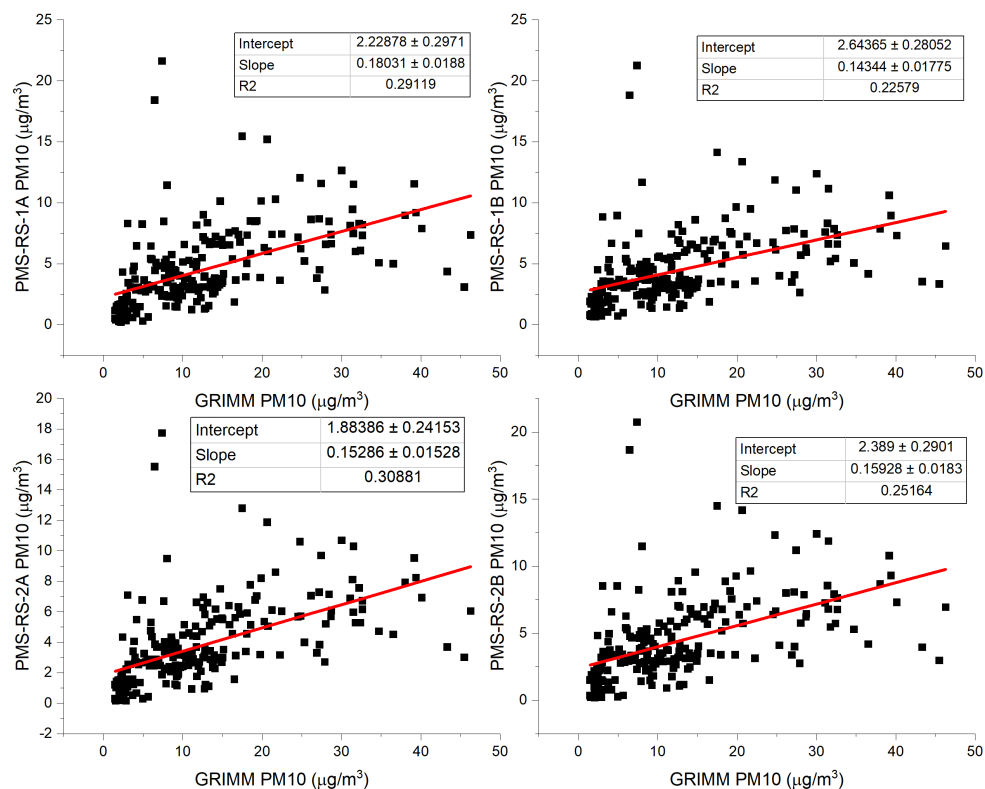 25
20
15
10
5
0
PMS-RS-1A PM10 (μg/m³)
Intercept 2.22878 ± 0.2971
Slope 0.18031 ± 0.0188
R2 0.29119
0 10 20 30 40 50
GRIMM PM10 (μg/m³)
25
20
15
10
5
0
PMS-RS-1B PM10 (μg/m³)
Intercept 2.64365 ± 0.28052
Slope 0.14344 ± 0.01775
R2 0.22579
0 10 20 30 40 50
GRIMM PM10 (μg/m³)
20
18
16
14
12
10
8
6
4
2
0
-2
PMS-RS-2A PM10 (μg/m³)
Intercept 1.88386 ± 0.24153
Slope 0.15286 ± 0.01528
R2 0.30881
0 10 20 30 40 50
GRIMM PM10 (μg/m³)
20
15
10
5
0
PMS-RS-2B PM10 (μg/m³)
Intercept 2.389 ± 0.2901
Slope 0.15928 ± 0.0183
R2 0.25164
0 10 20 30 40 50
GRIMM PM10 (μg/m³)